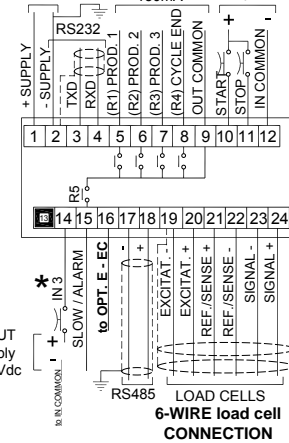 RS232
+ SUPPLY
- SUPPLY
TXD
RXD
(R1) PROD. 1
(R2) PROD. 2
(R3) PROD. 3
(R4) CYCLE END
OUT COMMON
START
STOP
IN COMMON
+
-
1 2 3 4 5 6 7 8 9 10 11 12
R5
13 14 15 16 17 18 19 20 21 22 23 24
*
IN 3
SLOW / ALARM
to OPT. E - EC
-
+
EXCITAT. -
EXCITAT. +
REF./SENSE +
REF./SENSE -
SIGNAL -
SIGNAL +
UT
ply
Vdc
- +
to IN COMMON
RS485
LOAD CELLS
6-WIRE load cell
CONNECTION